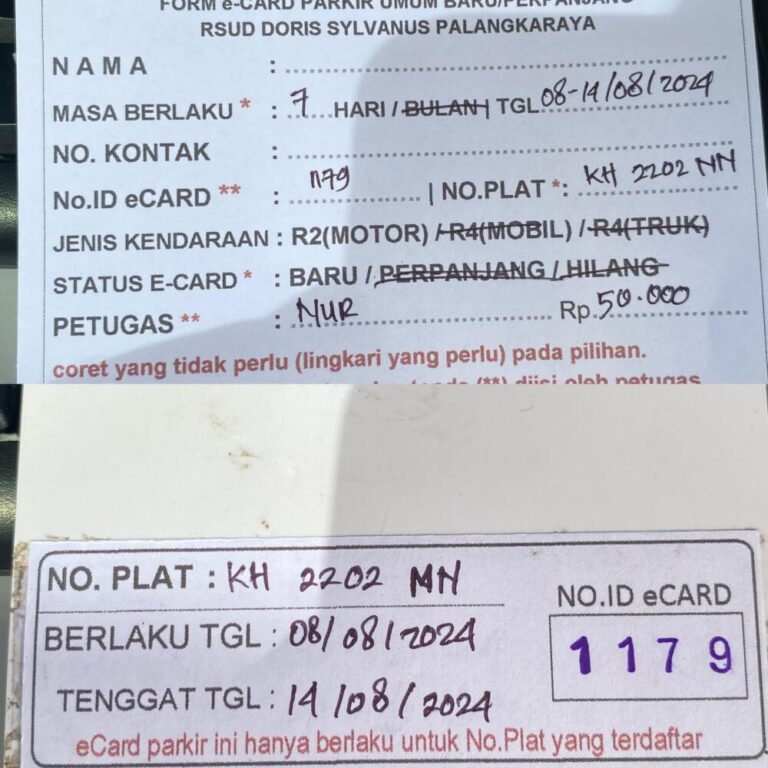 FORM e-CARD PARKIR UMUM BARU/PERPANJANG
RSUD DORIS SYLVANUS PALANGKARAYA
N A M A :
MASA BERLAKU * : 7 HARI / BULAN | TGL 08-14/08/2024
NO. KONTAK :
No.ID eCARD ** : 1179 | NO.PLAT *: KH 2202 MN
JENIS KENDARAAN : R2(MOTOR) / R4(MOBIL) / R4(TRUK)
STATUS E-CARD * : BARU / PERPANJANG / HILANG
PETUGAS ** : NUR Rp.50.000
coret yang tidak perlu (lingkari yang perlu) pada pilihan.
(**) diisi oleh petugas
NO. PLAT : KH 2202 MN
BERLAKU TGL : 08/08/2024
TENGGAT TGL : 14/08/2024
NO.ID eCARD
1179
eCard parkir ini hanya berlaku untuk No.Plat yang terdaftar